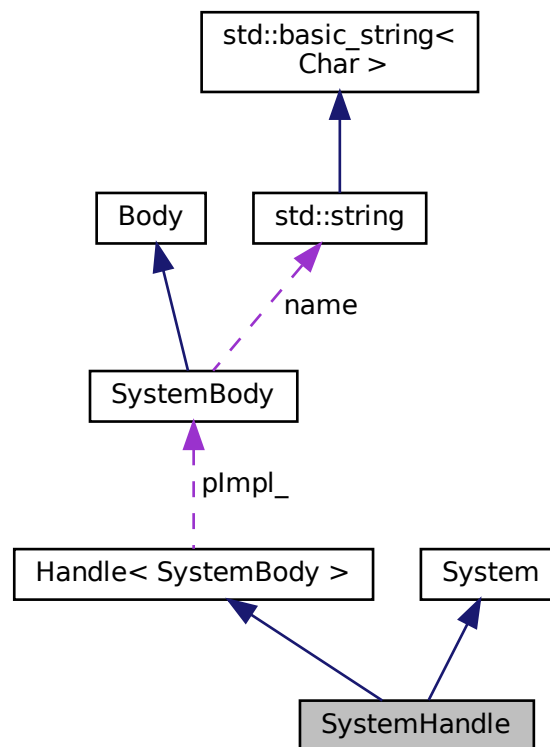 std::basic_string<
Char >
Body
std::string
name
SystemBody
pImpl_
Handle< SystemBody >
System
SystemHandle